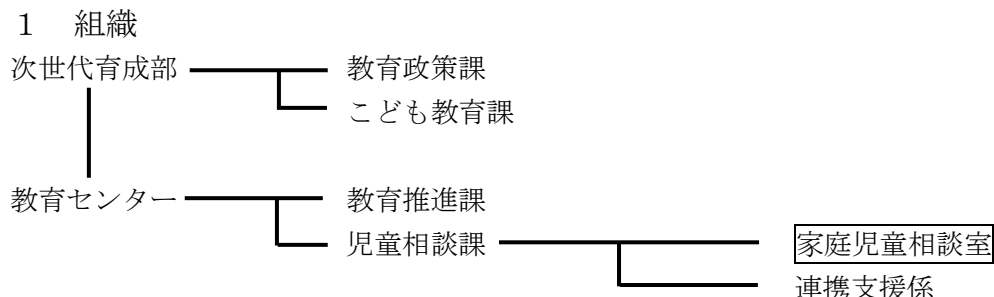 １　組織
次世代育成部　教育政策課
こども教育課
教育センター　教育推進課
児童相談課　家庭児童相談室
連携支援係